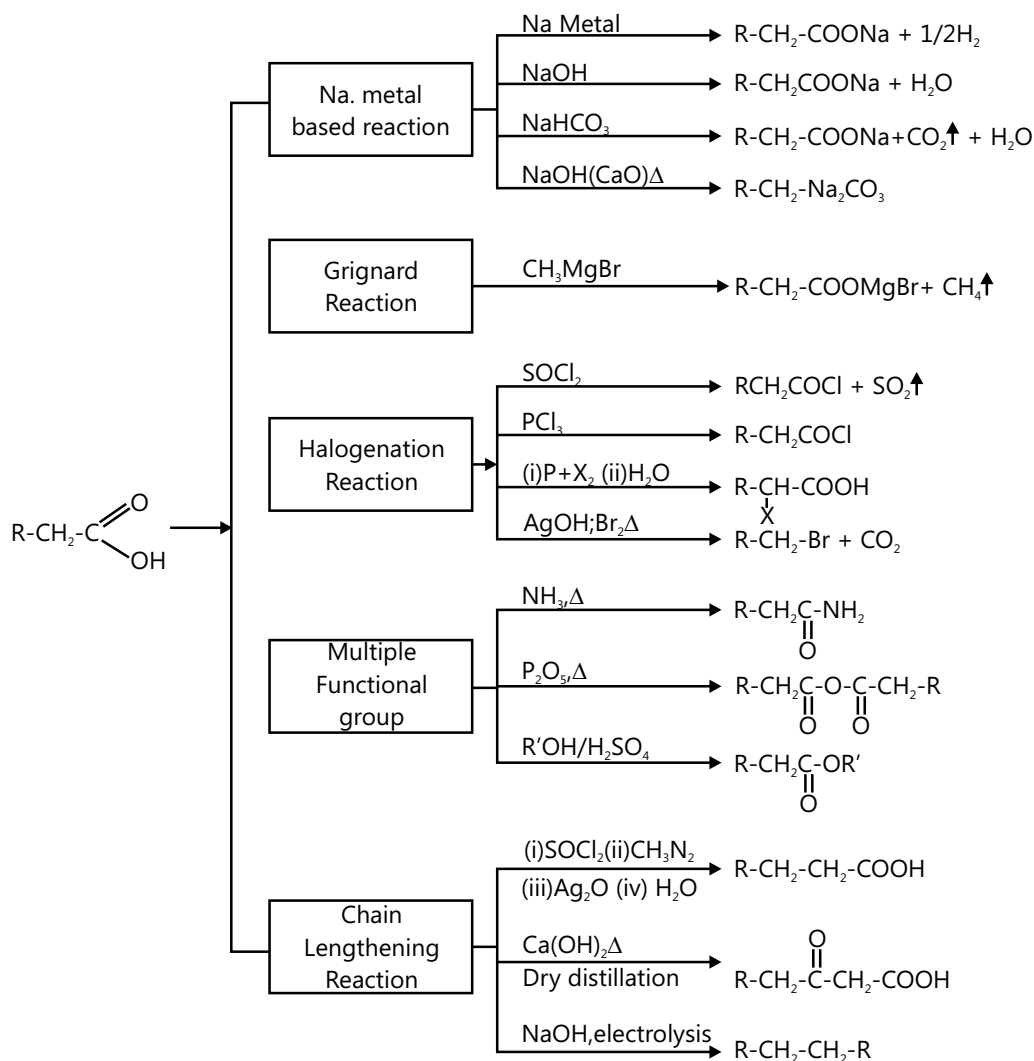 Na Metal
R-CH₂-COONa + 1/2H₂
Na. metal
based reaction
NaOH
R-CH₂COONa + H₂O
NaHCO₃
R-CH₂-COONa+CO₂↑ + H₂O
NaOH(CaO)Δ
R-CH₂-Na₂CO₃
Grignard
Reaction
CH₃MgBr
R-CH₂-COOMgBr+ CH₄↑
SOCl₂
RCH₂COCl + SO₂↑
Halogenation
Reaction
PCl₃
R-CH₂COCl
(i)P+X₂ (ii)H₂O
R-CH-COOH
X
AgOH;Br₂Δ
R-CH₂-Br + CO₂
O
R-CH₂-C
OH
NH₃,Δ
R-CH₂C-NH₂
O
Multiple
Functional
group
P₂O₅,Δ
R-CH₂C-O-C-CH₂-R
O O
R'OH/H₂SO₄
R-CH₂C-OR'
O
Chain
Lengthening
Reaction
(i)SOCl₂(ii)CH₃N₂
(iii)Ag₂O (iv) H₂O
R-CH₂-CH₂-COOH
Ca(OH)₂Δ
Dry distillation
O
R-CH₂-C-CH₂-COOH
NaOH,electrolysis
R-CH₂-CH₂-R